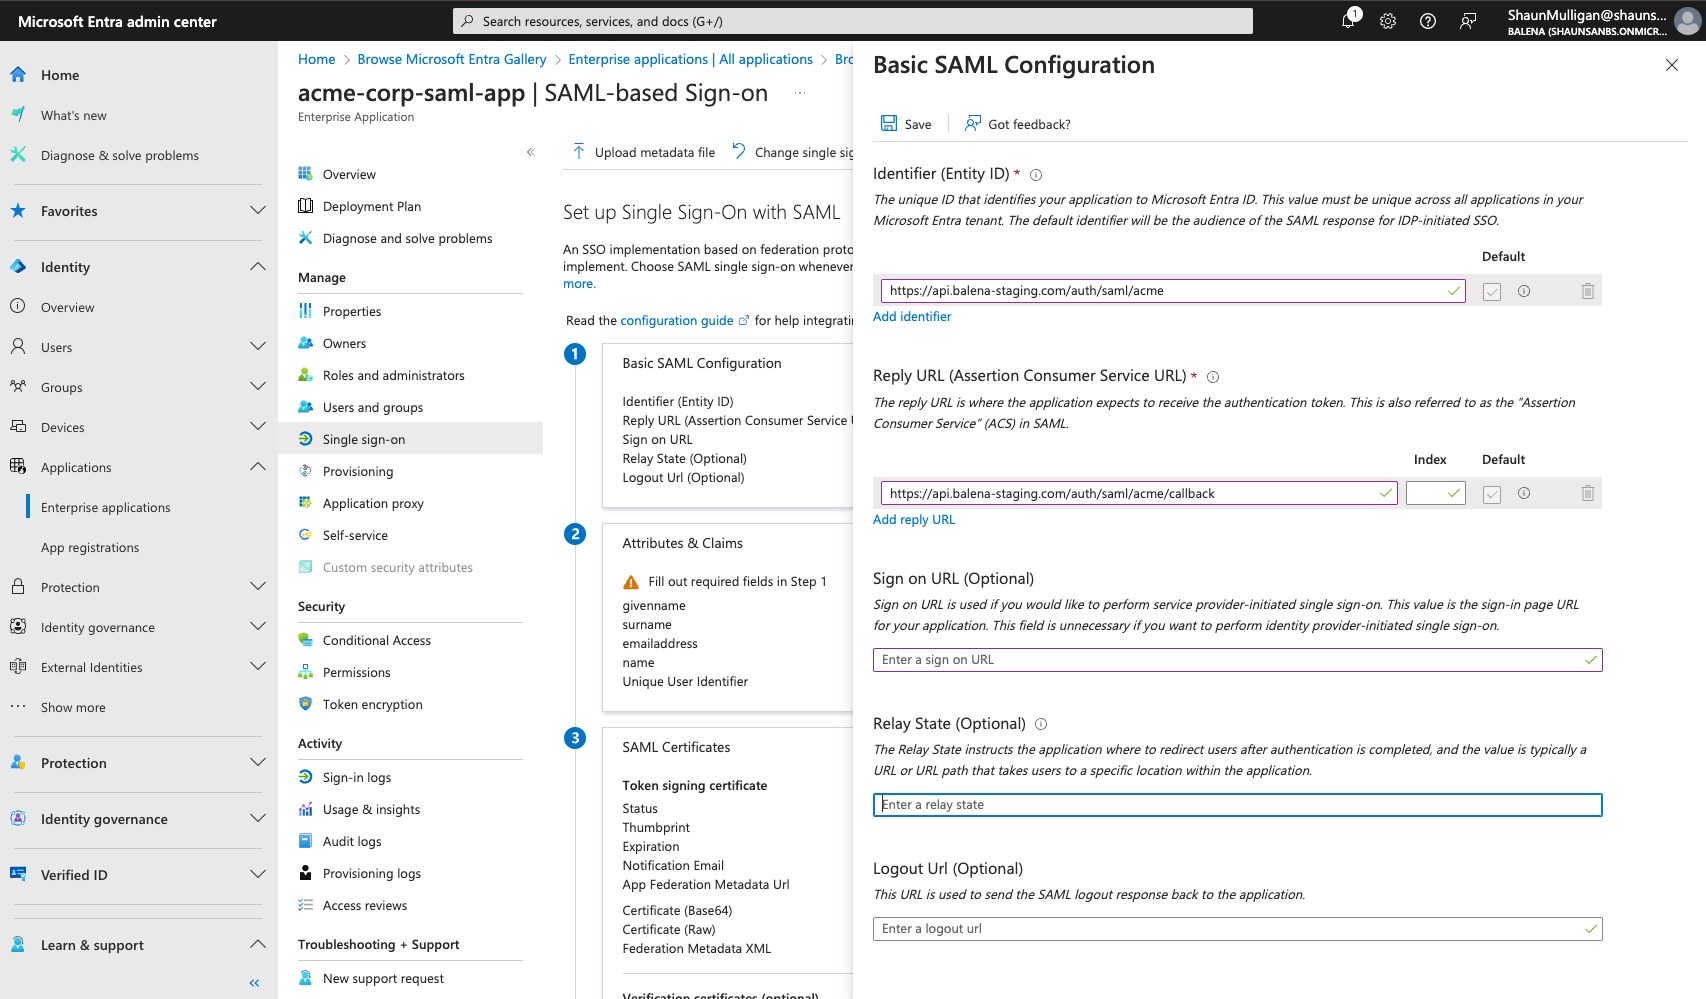 Microsoft Entra admin center
Search resources, services, and docs (G+/)
1
ShaunMulligan@shauns...
BALENA (SHAUNSANBS.ONMICR...
Home
What's new
Diagnose & solve problems
Favorites
Identity
Overview
Users
Groups
Devices
Applications
Enterprise applications
App registrations
Protection
Identity governance
External Identities
Show more
Protection
Identity governance
Verified ID
Learn & support
Home > Browse Microsoft Entra Gallery > Enterprise applications | All applications > Bro
acme-corp-saml-app | SAML-based Sign-on ...
Enterprise Application
Overview
Deployment Plan
Diagnose and solve problems
Manage
Properties
Owners
Roles and administrators
Users and groups
Single sign-on
Provisioning
Application proxy
Self-service
Custom security attributes
Security
Conditional Access
Permissions
Token encryption
Activity
Sign-in logs
Usage & insights
Audit logs
Provisioning logs
Access reviews
Troubleshooting + Support
New support request
Upload metadata file
Change single sig
Set up Single Sign-On with SAML
An SSO implementation based on federation proto
implement. Choose SAML single sign-on whenever
more.
Read the configuration guide for help integratin
1
Basic SAML Configuration
Identifier (Entity ID)
Reply URL (Assertion Consumer Service U
Sign on URL
Relay State (Optional)
Logout Url (Optional)
2
Attributes & Claims
Fill out required fields in Step 1
givenname
surname
emailaddress
name
Unique User Identifier
3
SAML Certificates
Token signing certificate
Status
Thumbprint
Expiration
Notification Email
App Federation Metadata Url
Certificate (Base64)
Certificate (Raw)
Federation Metadata XML
Verification certificates (optional)
Basic SAML Configuration
Save
Got feedback?
Identifier (Entity ID) *
The unique ID that identifies your application to Microsoft Entra ID. This value must be unique across all applications in your
Microsoft Entra tenant. The default identifier will be the audience of the SAML response for IDP-initiated SSO.
Default
https://api.balena-staging.com/auth/saml/acme
Add identifier
Reply URL (Assertion Consumer Service URL) *
The reply URL is where the application expects to receive the authentication token. This is also referred to as the "Assertion
Consumer Service" (ACS) in SAML.
Index Default
https://api.balena-staging.com/auth/saml/acme/callback
Add reply URL
Sign on URL (Optional)
Sign on URL is used if you would like to perform service provider-initiated single sign-on. This value is the sign-in page URL
for your application. This field is unnecessary if you want to perform identity provider-initiated single sign-on.
Enter a sign on URL
Relay State (Optional)
The Relay State instructs the application where to redirect users after authentication is completed, and the value is typically a
URL or URL path that takes users to a specific location within the application.
Enter a relay state
Logout Url (Optional)
This URL is used to send the SAML logout response back to the application.
Enter a logout url